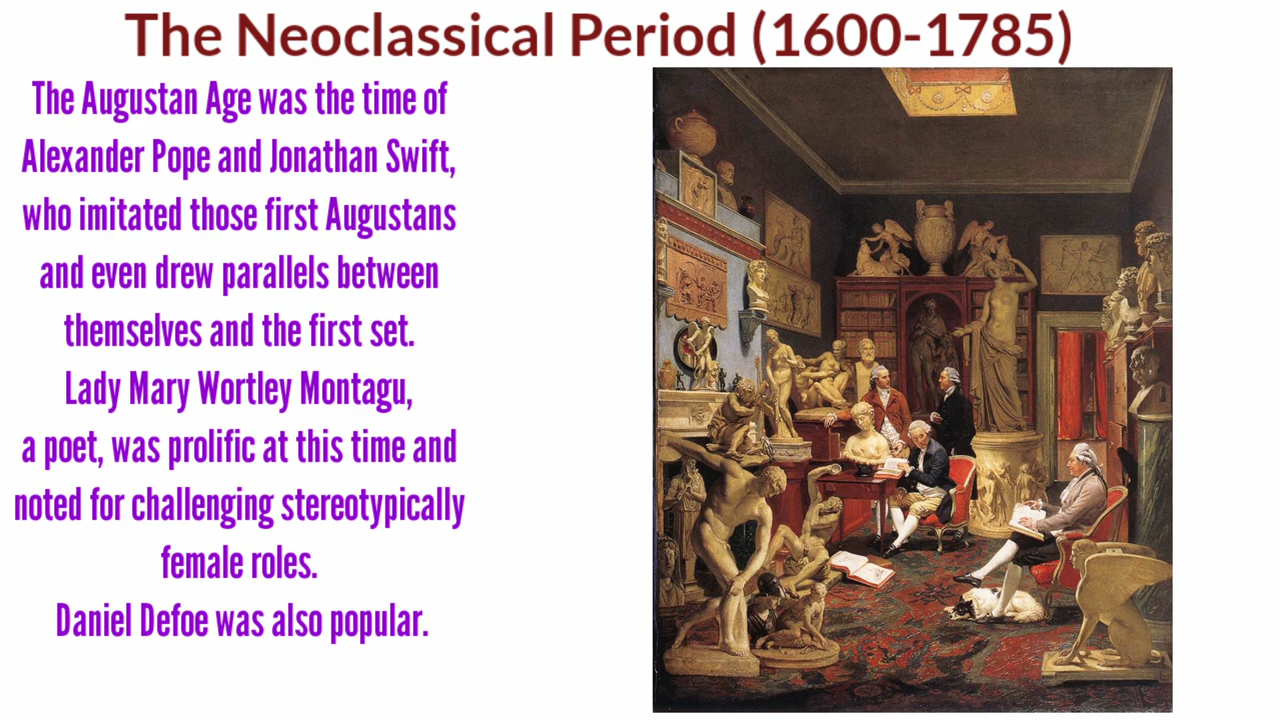 The Neoclassical Period (1600-1785)
The Augustan Age was the time of
Alexander Pope and Jonathan Swift,
who imitated those first Augustans
and even drew parallels between
themselves and the first set.
Lady Mary Wortley Montagu,
a poet, was prolific at this time and
noted for challenging stereotypically
female roles.
Daniel Defoe was also popular.